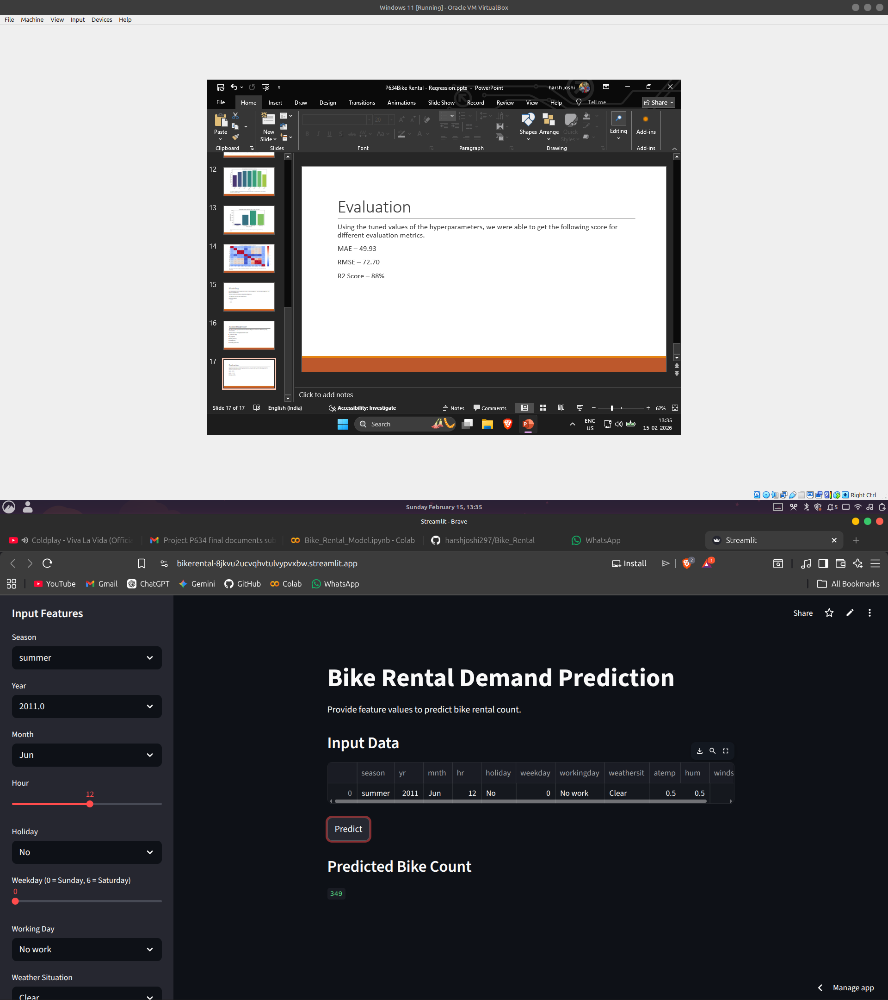 Windows 11 [Running] - Oracle VM VirtualBox
File Machine View Input Devices Help
P634Bike Rental - Regression.pptx - PowerPoint
harsh joshi
File Home Insert Draw Design Transitions Animations Slide Show Record Review View Help Tell me Share
Paste
New Slide
20
Shapes Arrange Quick Styles
Editing
Add-ins
Clipboard Slides Font Paragraph Drawing Add-ins
12
13
14
15
16
17
Evaluation
Using the tuned values of the hyperparameters, we were able to get the following score for
different evaluation metrics.
MAE – 49.93
RMSE – 72.70
R2 Score – 88%
Click to add notes
Slide 17 of 17 English (India) Accessibility: Investigate Notes Comments 62%
Search
ENG
US
13:35
15-02-2026
Right Ctrl
Sunday February 15, 13:35
5
Streamlit - Brave
Coldplay - Viva La Vida (Officia
Project P634 final documents sub
Bike_Rental_Model.ipynb - Colab
harshjoshi297/Bike_Rental
WhatsApp
Streamlit
bikerental-8jkvu2ucvqhvtulvypvxbw.streamlit.app
Install
2
1
YouTube Gmail ChatGPT Gemini GitHub Colab WhatsApp
All Bookmarks
Input Features
Season
summer
Year
2011.0
Month
Jun
Hour
12
Holiday
No
Weekday (0 = Sunday, 6 = Saturday)
0
Working Day
No work
Weather Situation
Clear
Share
Bike Rental Demand Prediction
Provide feature values to predict bike rental count.
Input Data
season yr mnth hr holiday weekday workingday weathersit atemp hum winds
0 summer 2011 Jun 12 No 0 No work Clear 0.5 0.5
Predict
Predicted Bike Count
349
Manage app